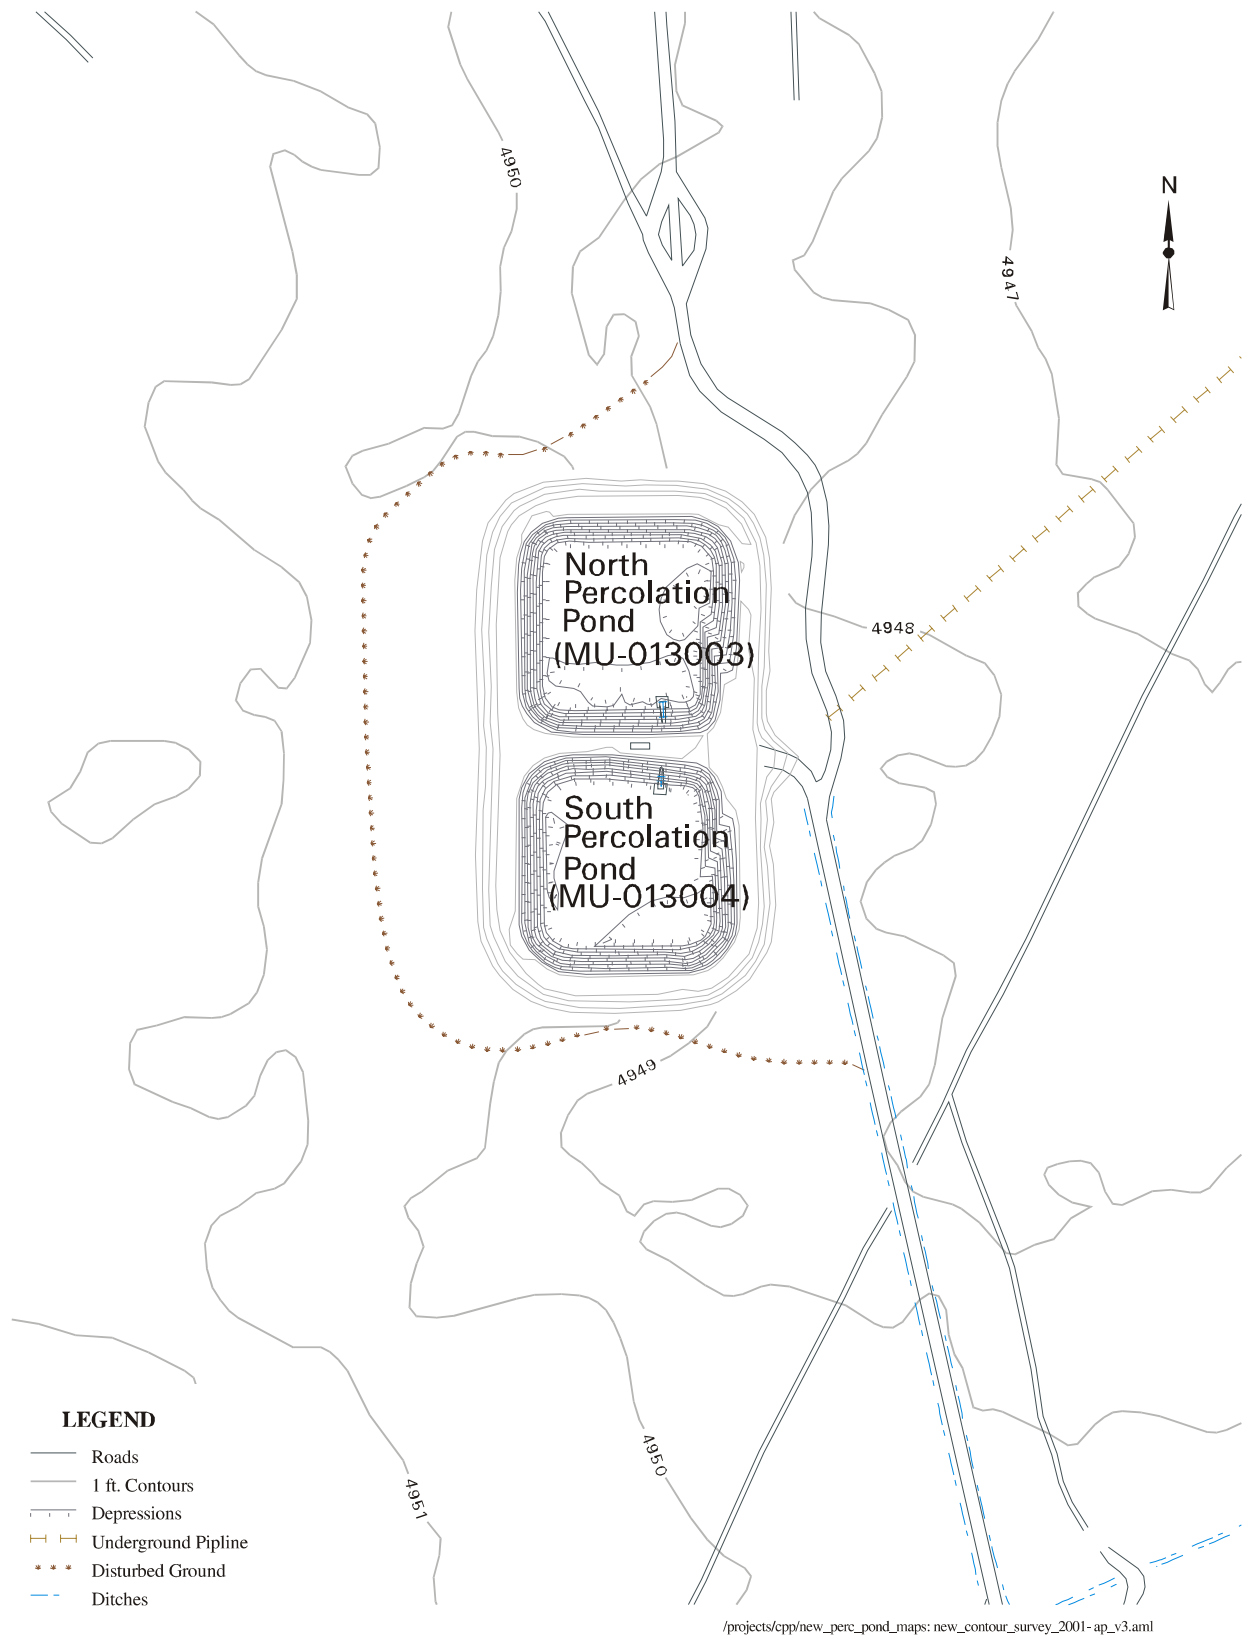 4950
N
4947
North
Percolation
Pond
(MU-013003)
4948
South
Percolation
Pond
(MU-013004)
4949
4950
4951
LEGEND
Roads
1 ft. Contours
Depressions
Underground Pipline
Disturbed Ground
Ditches
/projects/cpp/new_perc_pond_maps: new_contour_survey_2001-ap_v3.aml